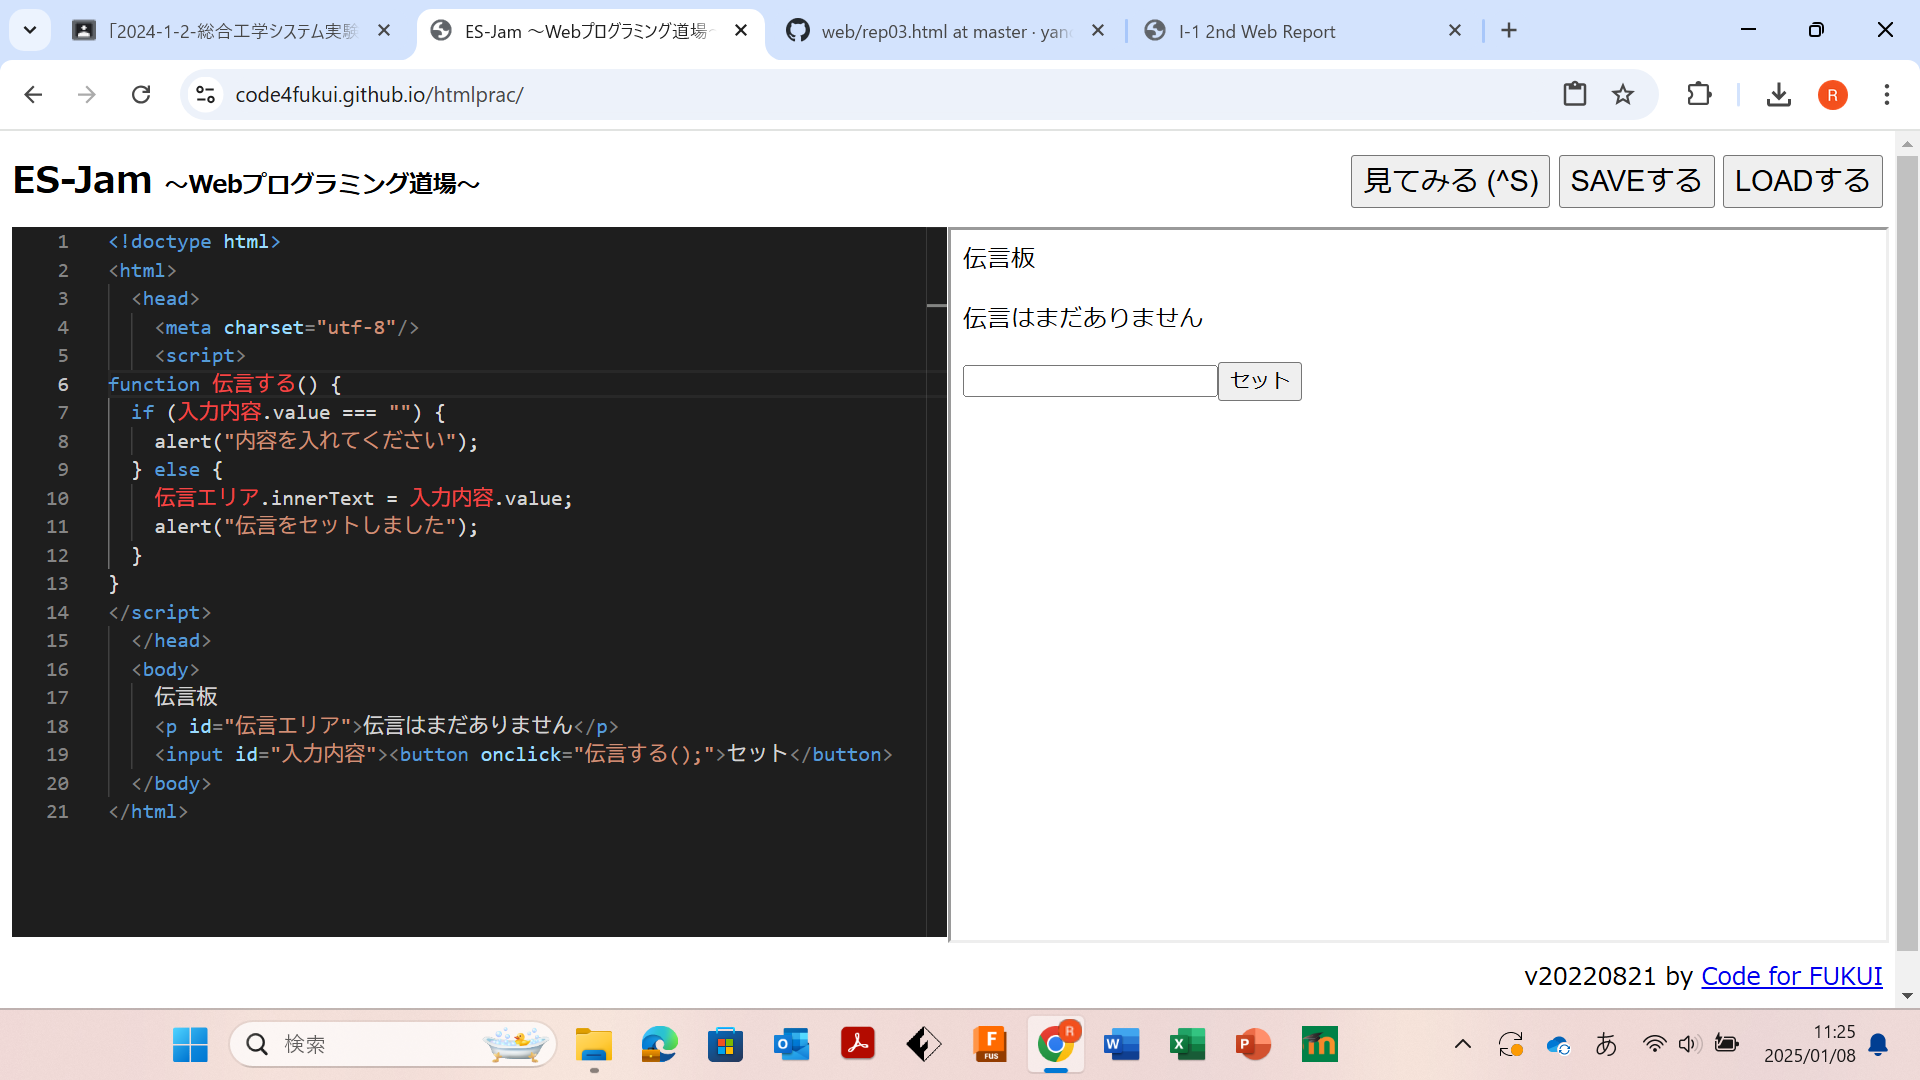 「2024-1-2-総合工学システム実験
ES-Jam ～Webプログラミング道場～
web/rep03.html at master · yan
I-1 2nd Web Report
code4fukui.github.io/htmlprac/
R
ES-Jam ～Webプログラミング道場～
見てみる (^S)
SAVEする
LOADする
1 <!doctype html>
2 <html>
3 <head>
4 <meta charset="utf-8"/>
5 <script>
6 function 伝言する() {
7 if (入力内容.value === "") {
8 alert("内容を入れてください");
9 } else {
10 伝言エリア.innerText = 入力内容.value;
11 alert("伝言をセットしました");
12 }
13 }
14 </script>
15 </head>
16 <body>
17 伝言板
18 <p id="伝言エリア">伝言はまだありません</p>
19 <input id="入力内容"><button onclick="伝言する();">セット</button>
20 </body>
21 </html>
伝言板
伝言はまだありません
セット
v20220821 by Code for FUKUI
検索
あ
11:25
2025/01/08